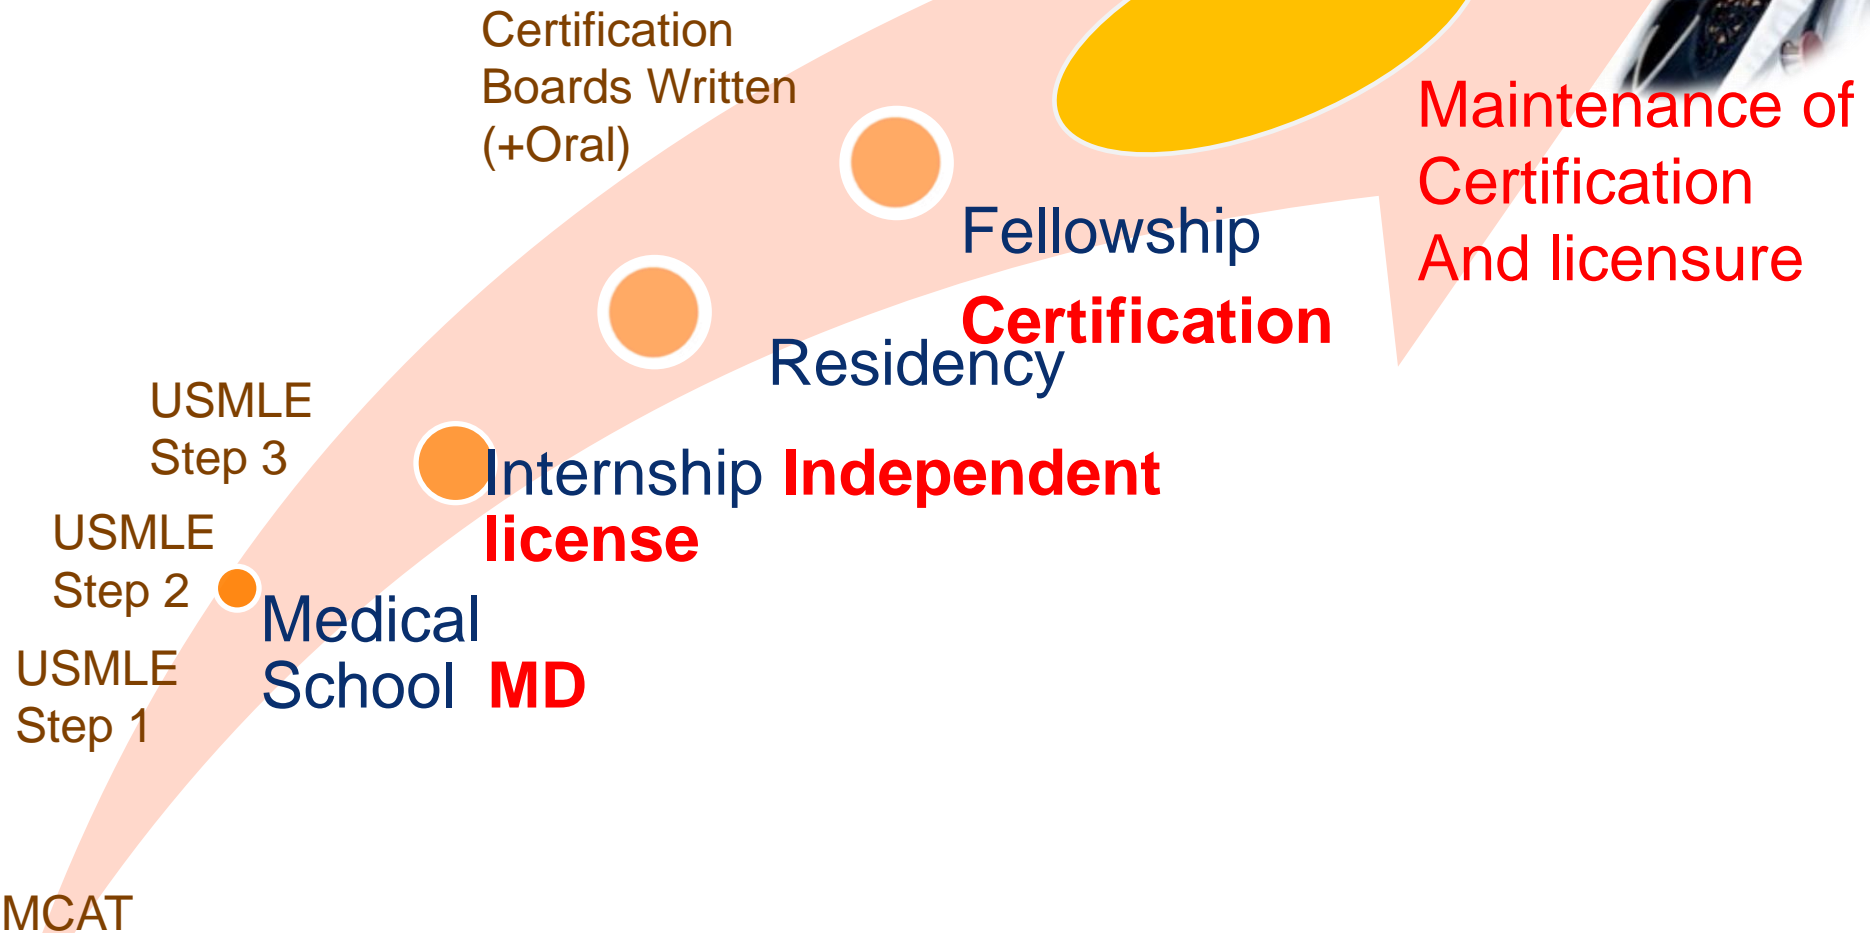 Certification
Boards Written
(+Oral)
Maintenance of
Certification
And licensure
Fellowship
Certification
Residency
USMLE
Step 3
Internship Independent
license
USMLE
Step 2
Medical
School MD
USMLE
Step 1
MCAT